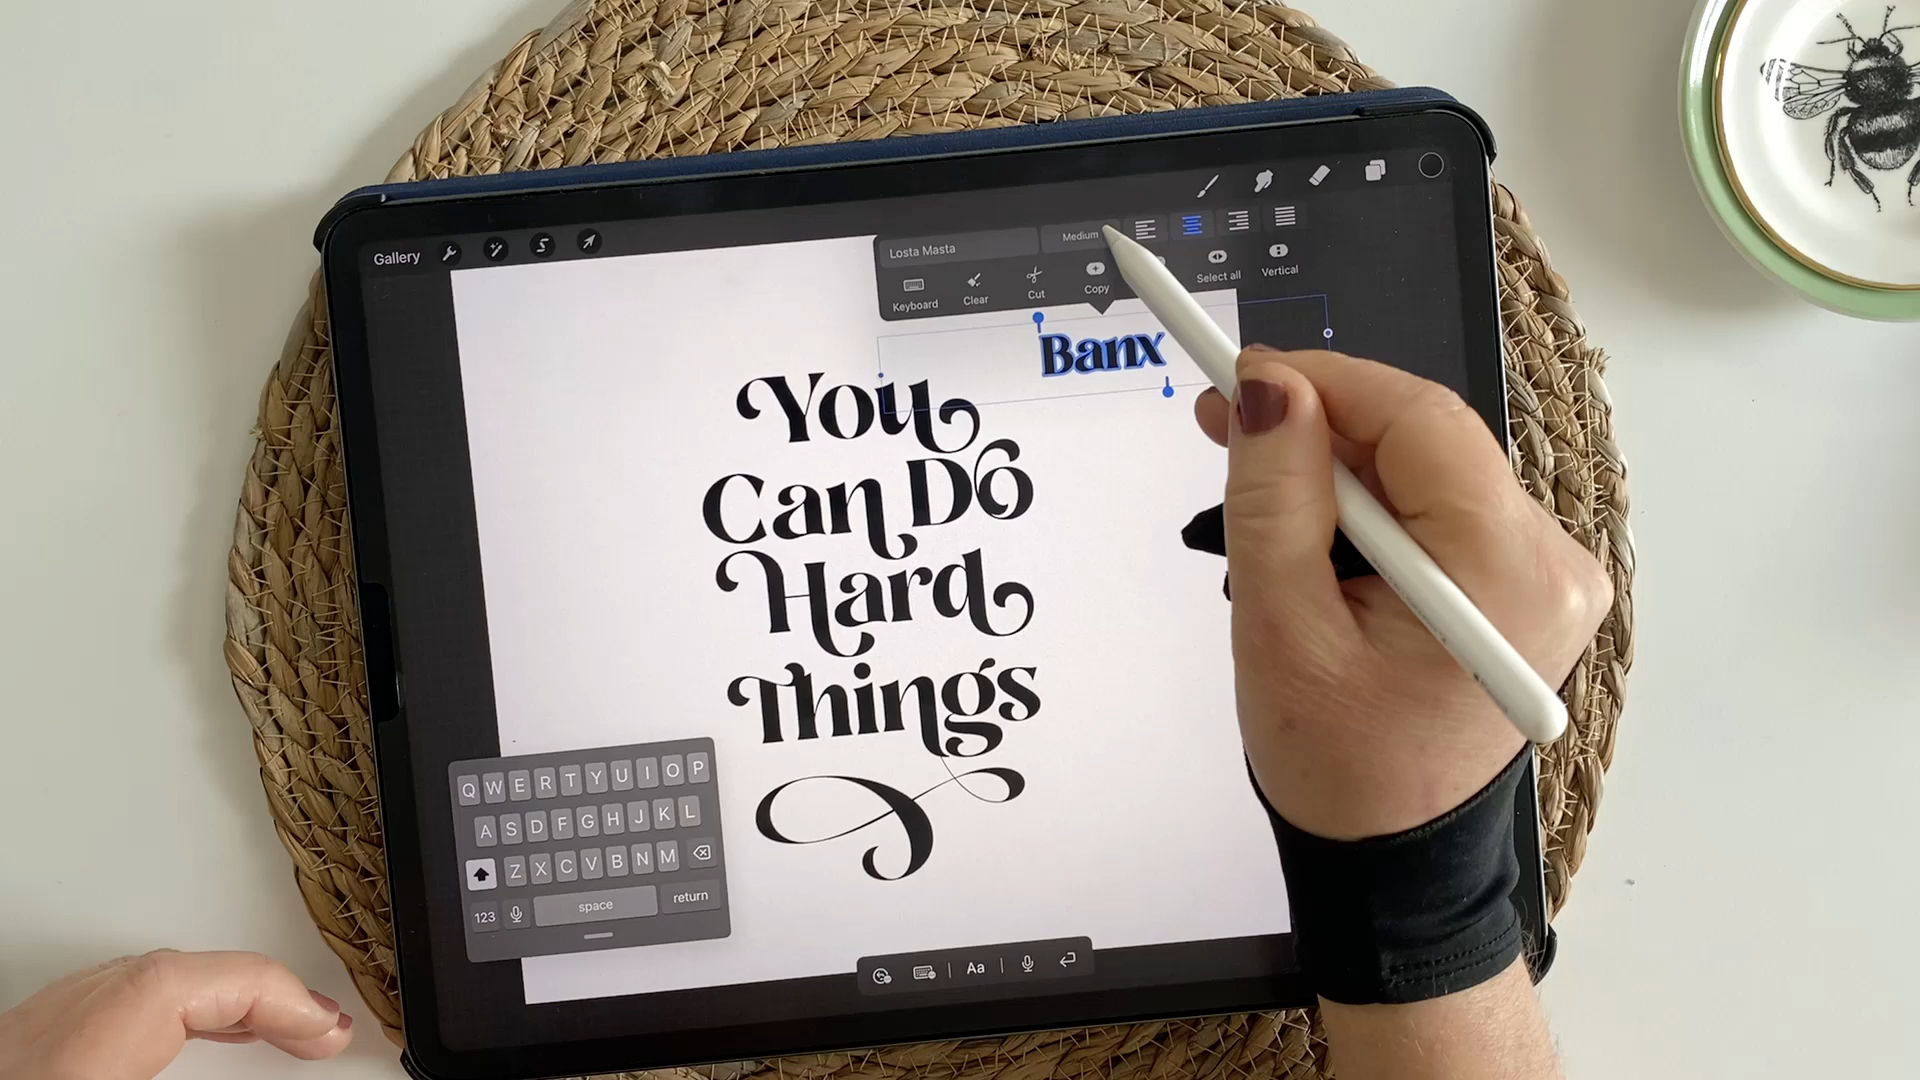 Gallery
Losta Masta
Medium
Keyboard
Clear
Cut
Copy
Select all
Vertical
Banx
You
Can Do
Hard
Things
Q W E R T Y U I O P
A S D F G H J K L
Z X C V B N M
123
space
return
Aa